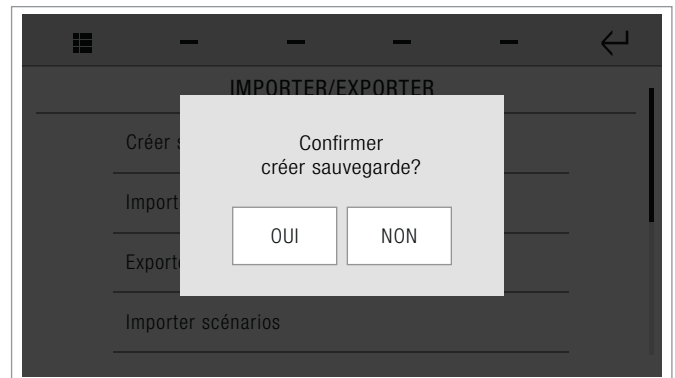 IMPORTER/EXPORTER
Créer
Confirmer
créer sauvegarde?
Import
OUI
NON
Export
Importer scénarios